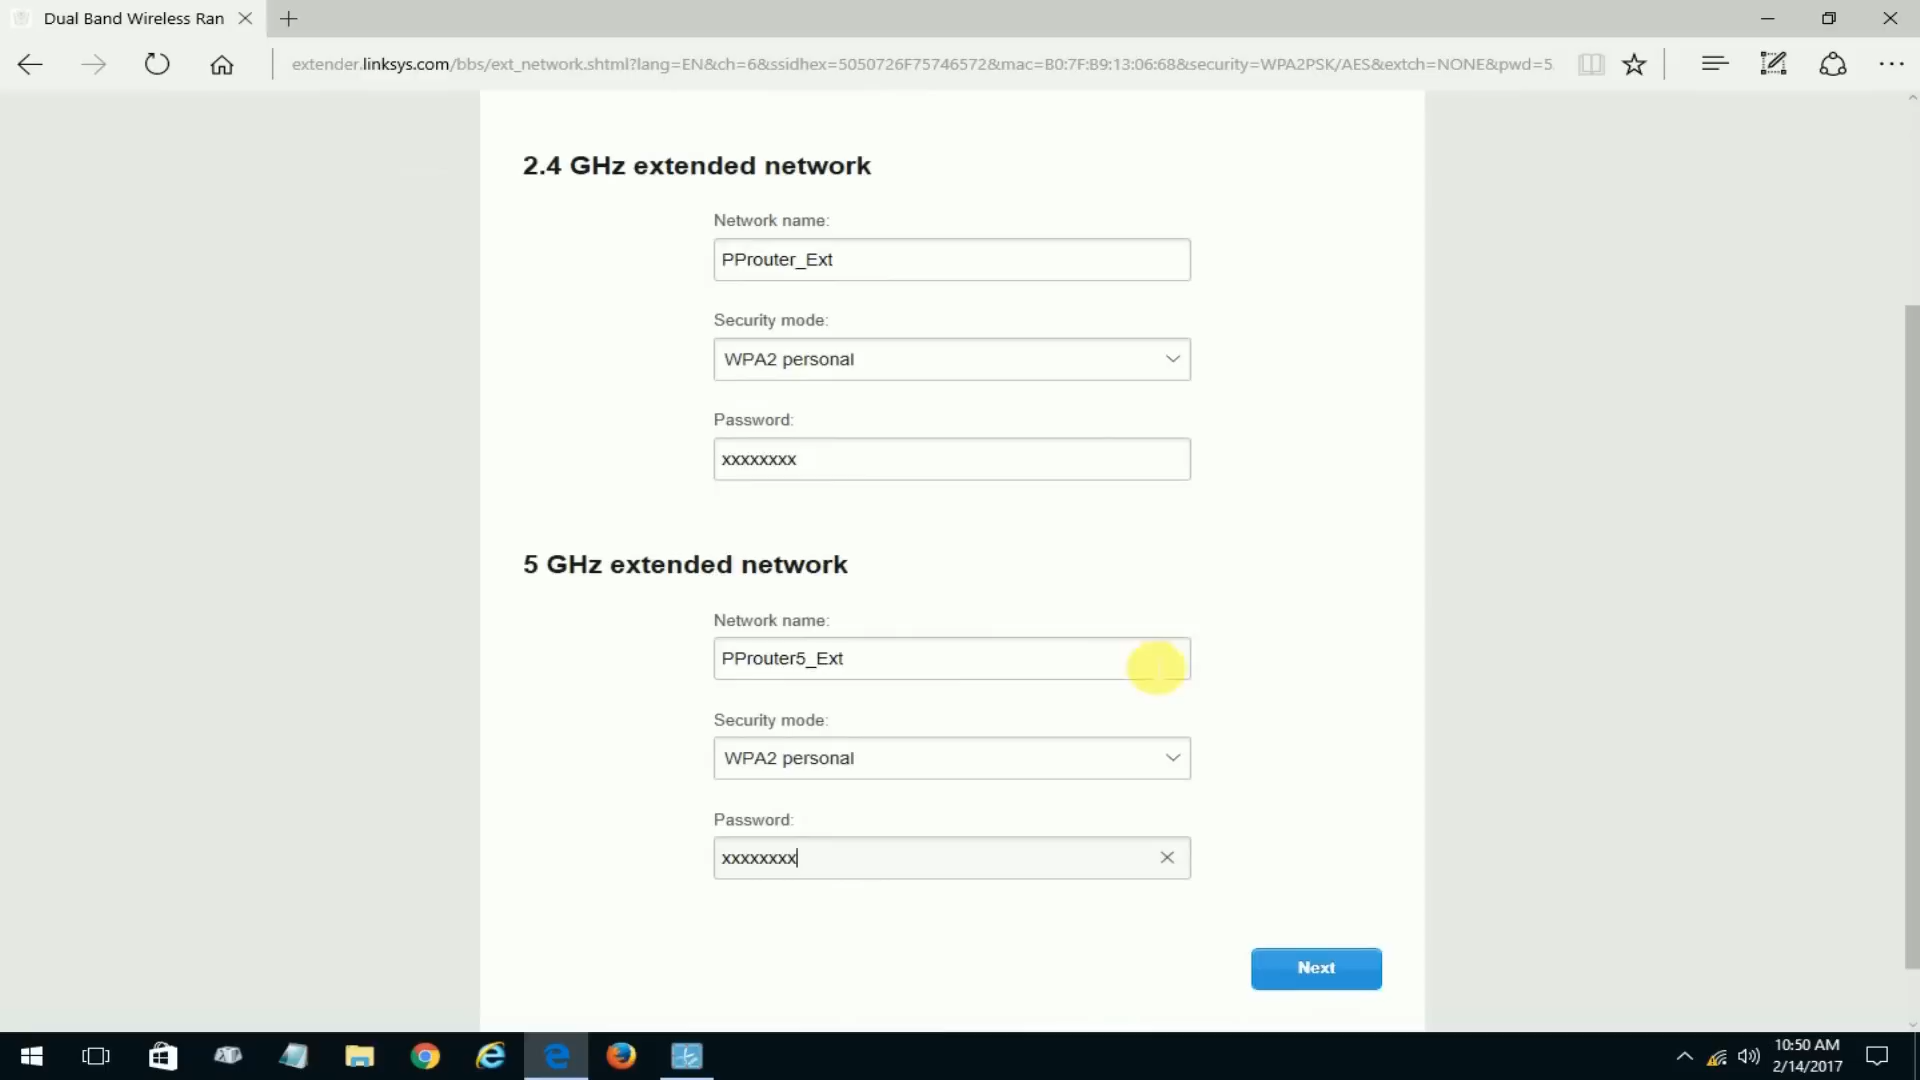 Dual Band Wireless Ran
extender.linksys.com/bbs/ext_network.shtml?lang=EN&ch=6&ssidhex=5050726F75746572&mac=B0:7F:B9:13:06:68&security=WPA2PSK/AES&extch=NONE&pwd=5
2.4 GHz extended network
Network name:
PProuter_Ext
Security mode:
WPA2 personal
Password:
xxxxxxxx
5 GHz extended network
Network name:
PProuter5_Ext
Security mode:
WPA2 personal
Password:
xxxxxxxx
Next
10:50 AM
2/14/2017